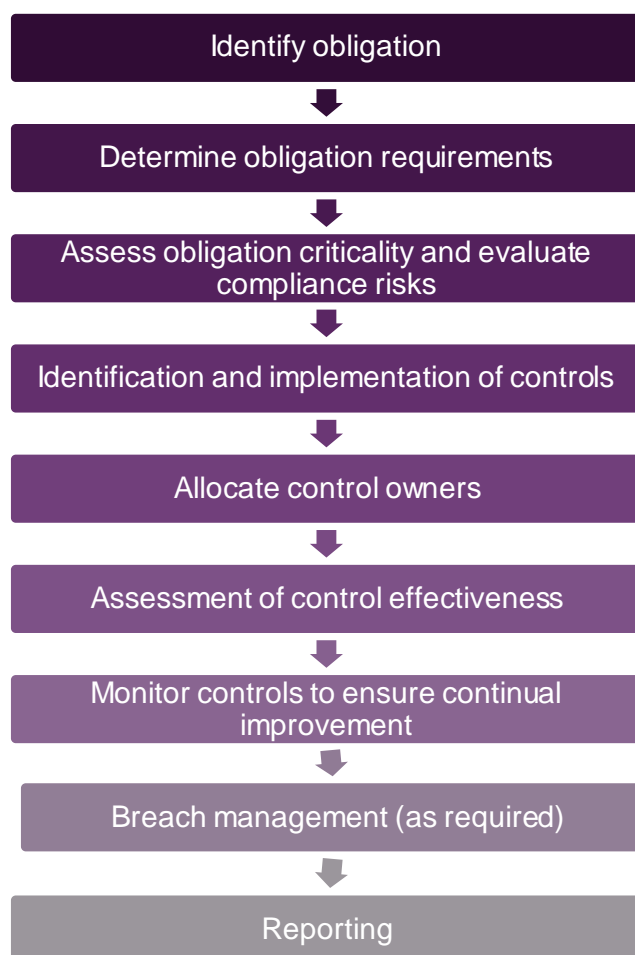 Identify obligation
Determine obligation requirements
Assess obligation criticality and evaluate
compliance risks
Identification and implementation of controls
Allocate control owners
Assessment of control effectiveness
Monitor controls to ensure continual
improvement
Breach management (as required)
Reporting